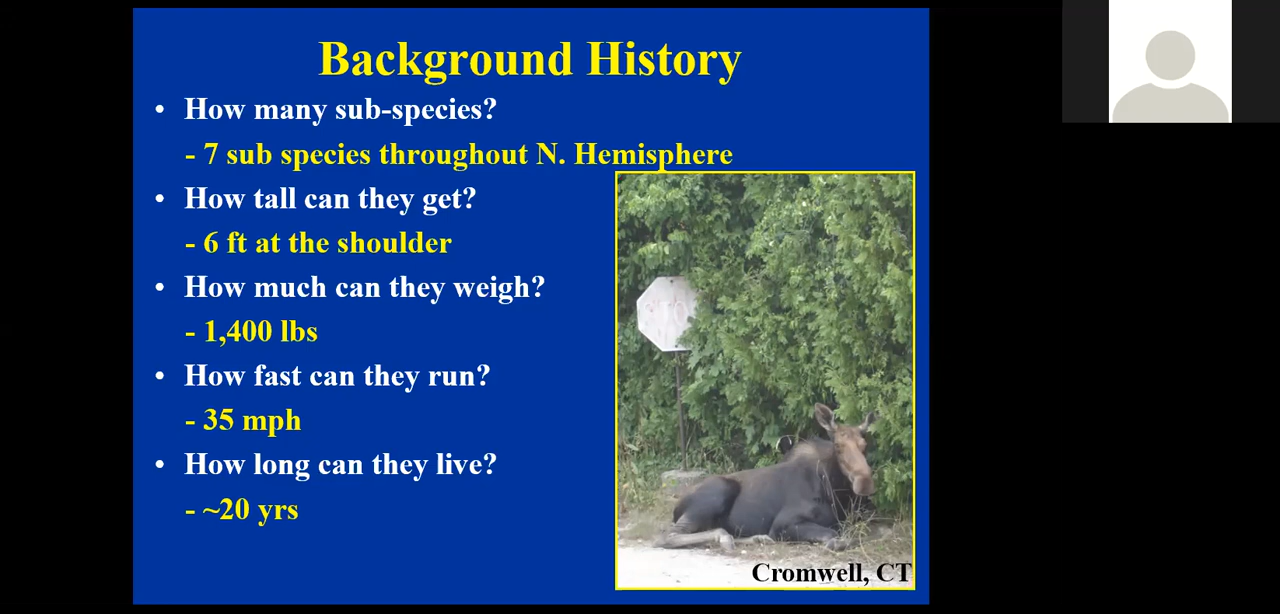 Background History
• How many sub-species?
- 7 sub species throughout N. Hemisphere
• How tall can they get?
- 6 ft at the shoulder
• How much can they weigh?
- 1,400 lbs
• How fast can they run?
- 35 mph
• How long can they live?
- ~20 yrs
Cromwell, CT